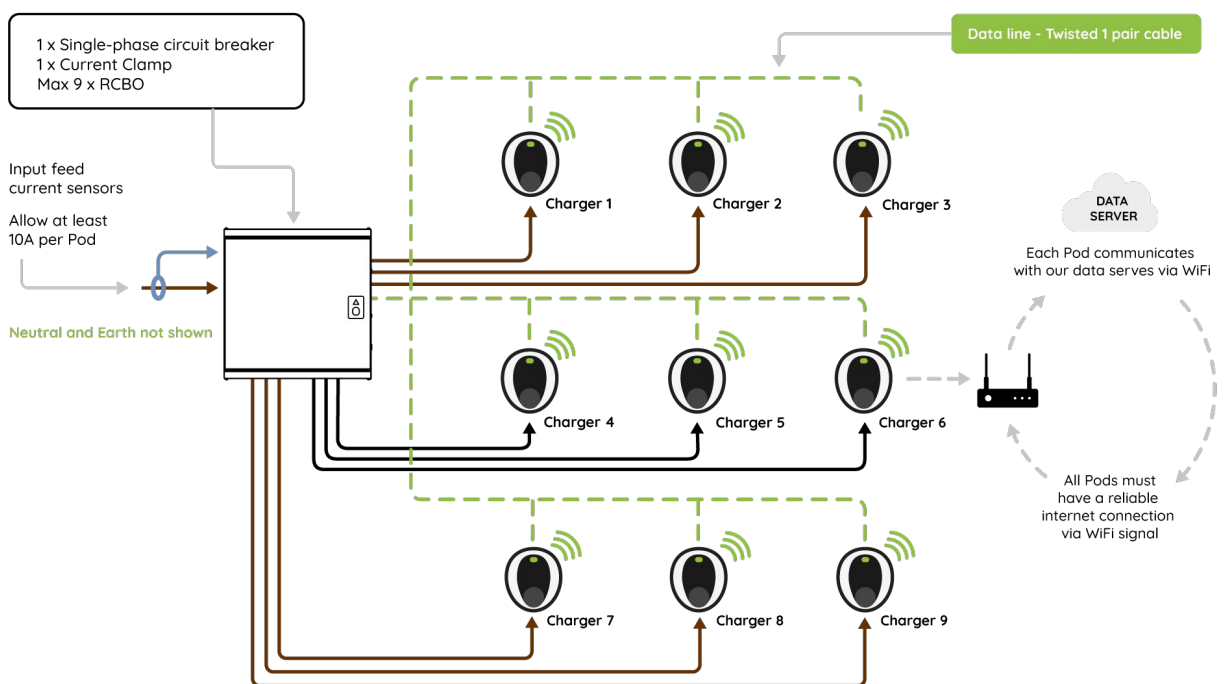 1 x Single-phase circuit breaker
1 x Current Clamp
Max 9 x RCBO
Data line - Twisted 1 pair cable
Input feed
current sensors
Allow at least
10A per Pod
Neutral and Earth not shown
Charger 1
Charger 2
Charger 3
Charger 4
Charger 5
Charger 6
Charger 7
Charger 8
Charger 9
DATA
SERVER
Each Pod communicates
with our data serves via WiFi
All Pods must
have a reliable
internet connection
via WiFi signal